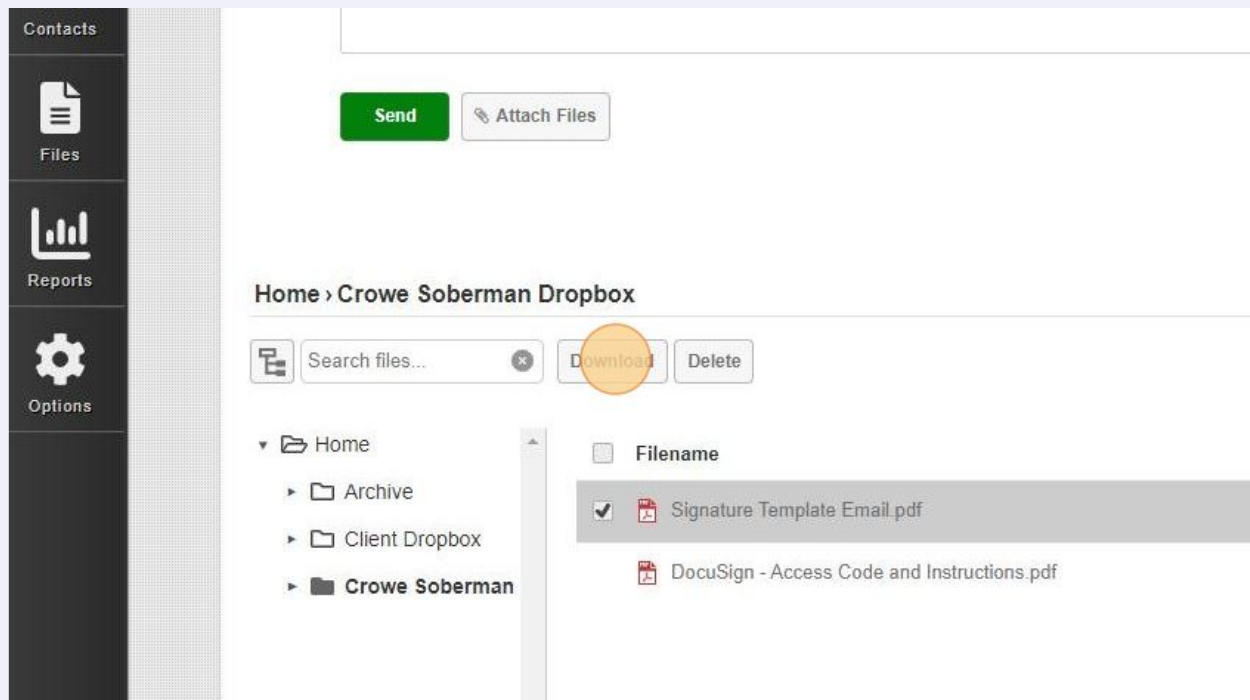 Contacts
Files
Reports
Options
Send
Attach Files
Home › Crowe Soberman Dropbox
Search files...
Download
Delete
Home
Archive
Client Dropbox
Crowe Soberman
Filename
Signature Template Email.pdf
DocuSign - Access Code and Instructions.pdf